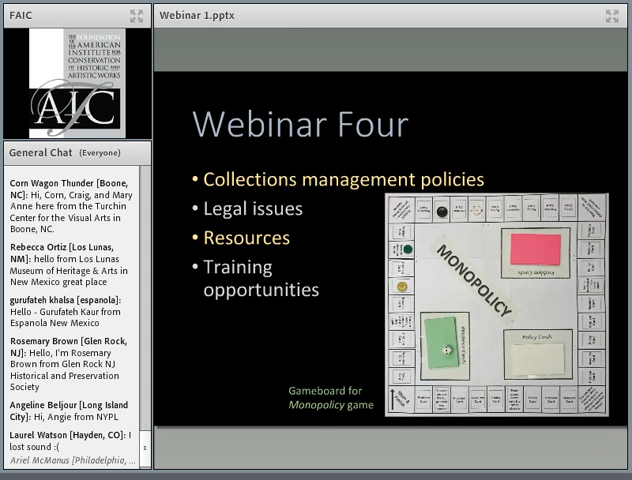 FAIC
Webinar 1.pptx
THE FOUNDATION
OF THE AMERICAN
INSTITUTE FOR
CONSERVATION
OF HISTORIC AND
ARTISTIC WORKS
AIC
General Chat (Everyone)
Corn Wagon Thunder [Boone,
NC]: Hi, Corn, Craig, and Mary
Anne here from the Turchin
Center for the Visual Arts in
Boone, NC.
Rebecca Ortiz [Los Lunas,
NM]: hello from Los Lunas
Museum of Heritage & Arts in
New Mexico great place
gurufateh khalsa [espanola]:
Hello - Gurufateh Kaur from
Espanola New Mexico
Rosemary Brown [Glen Rock,
NJ]: Hello, I'm Rosemary
Brown from Glen Rock NJ
Historical and Preservation
Society
Angeline Beljour [Long Island
City]: Hi, Angie from NYPL
Laurel Watson [Hayden, CO]: I
lost sound :(
Ariel McManus [Philadelphia, ...
Webinar Four
• Collections management policies
• Legal issues
• Resources
• Training
opportunities
MONOPOLICY
Problem Cards
Resource Cards
Policy Cards
Gameboard for
Monopolicy game